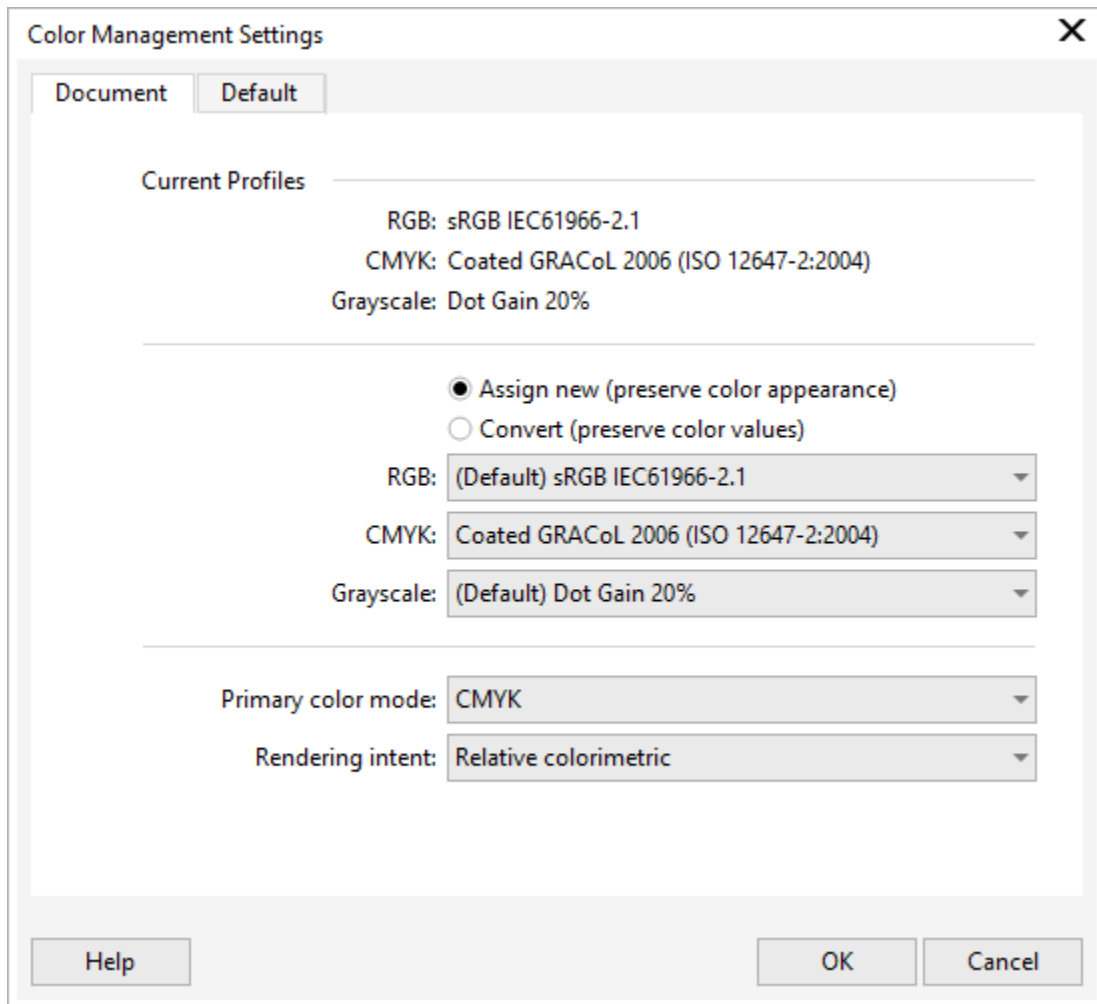 Color Management Settings
Document
Default
Current Profiles
RGB: sRGB IEC61966-2.1
CMYK: Coated GRACoL 2006 (ISO 12647-2:2004)
Grayscale: Dot Gain 20%
Assign new (preserve color appearance)
Convert (preserve color values)
RGB: (Default) sRGB IEC61966-2.1
CMYK: Coated GRACoL 2006 (ISO 12647-2:2004)
Grayscale: (Default) Dot Gain 20%
Primary color mode: CMYK
Rendering intent: Relative colorimetric
Help
OK
Cancel